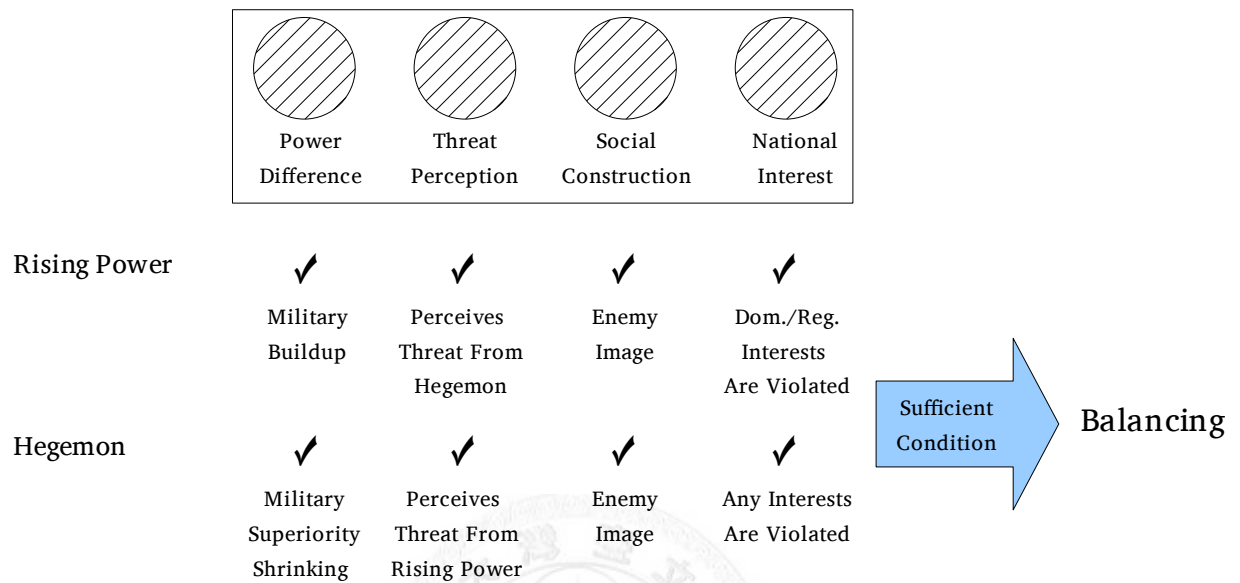 Power
Difference
Threat
Perception
Social
Construction
National
Interest
Rising Power
✓ ✓ ✓ ✓
Military
Buildup
Perceives
Threat From
Hegemon
Enemy
Image
Dom./Reg.
Interests
Are Violated
Hegemon
✓ ✓ ✓ ✓
Military
Superiority
Shrinking
Perceives
Threat From
Rising Power
Enemy
Image
Any Interests
Are Violated
Sufficient
Condition
Balancing